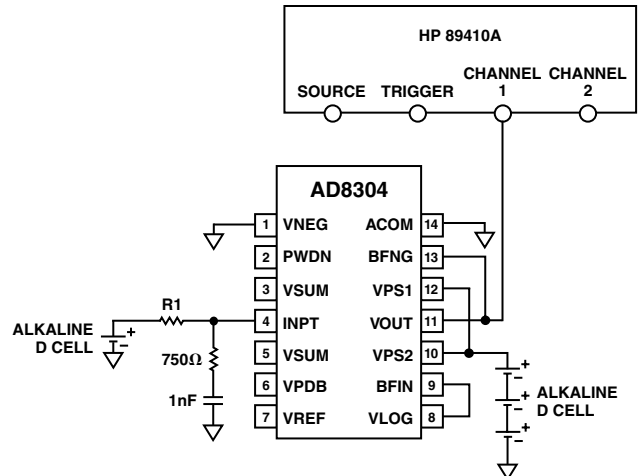 HP 89410A
CHANNEL CHANNEL
SOURCE TRIGGER 1 2
AD8304
1 VNEG ACOM 14
2 PWDN BFNG 13
3 VSUM VPS1 12
R1
4 INPT VOUT 11
ALKALINE
D CELL
+
–
750Ω
5 VSUM VPS2 10
1nF
6 VPDB BFIN 9
7 VREF VLOG 8
+
–
+
–
+
–
ALKALINE
D CELL